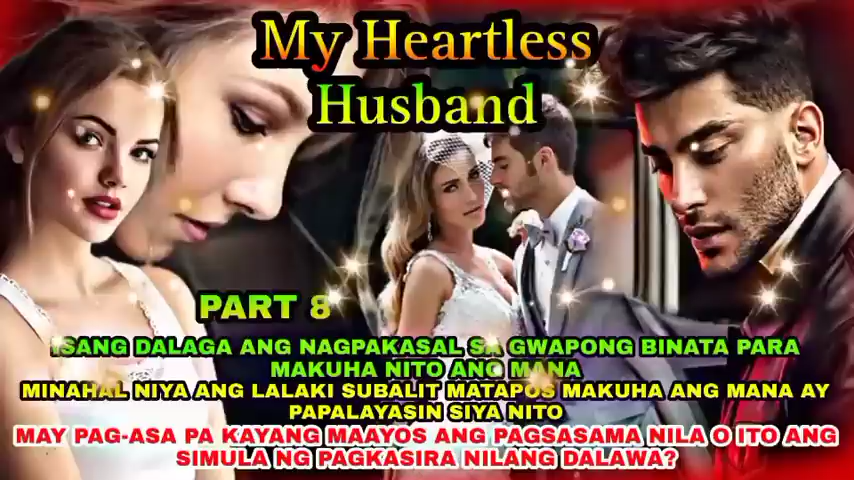 My Heartless
Husband
PART 8
ISANG DALAGA ANG NAGPAKASAL SA GWAPONG BINATA PARA
MAKUHA NITO ANG MANA
MINAHAL NIYA ANG LALAKI SUBALIT MATAPOS MAKUHA ANG MANA AY
PAPALAYASIN SIYA NITO
MAY PAG-ASA PA KAYANG MAAYOS ANG PAGSASAMA NILA O ITO ANG
SIMULA NG PAGKASIRA NILANG DALAWA?